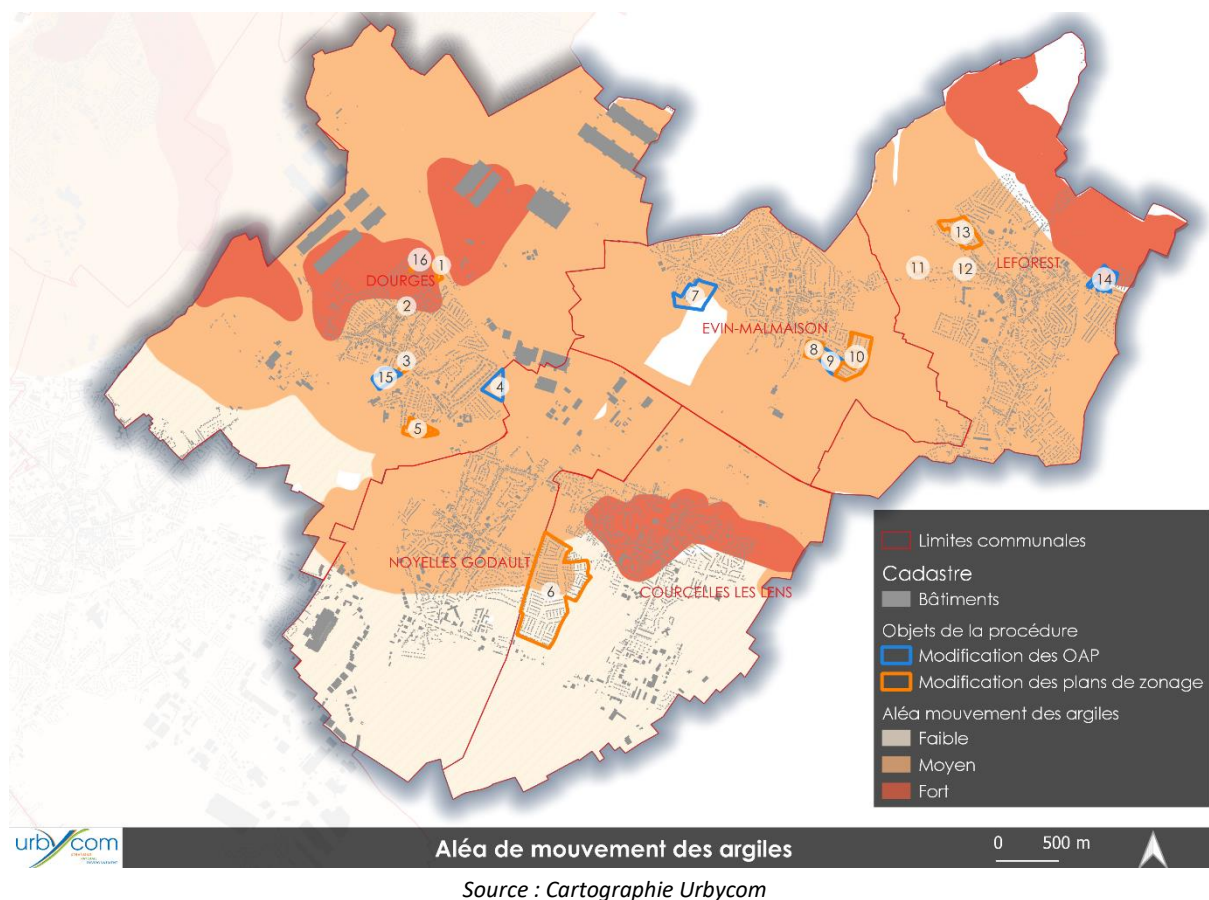 16
1
DOURGES
2
3
15
4
5
7
EVIN-MALMAISON
8
9
10
13
11
12
LEFOREST
14
NOYELLES GODAULT
6
COURCELLES LES LENS
Limites communales
Cadastre
Bâtiments
Objets de la procédure
Modification des OAP
Modification des plans de zonage
Aléa mouvement des argiles
Faible
Moyen
Fort
urbycom
Aléa de mouvement des argiles
0 500 m
Source : Cartographie Urbycom